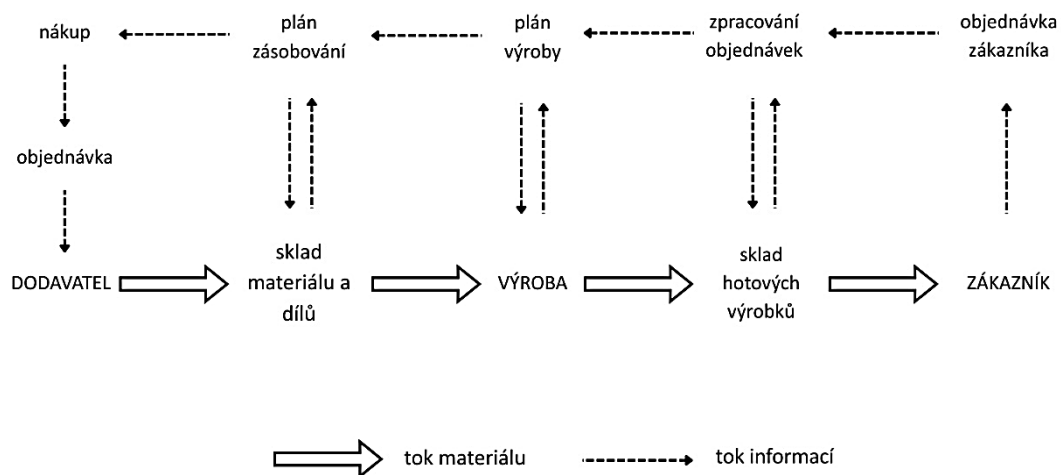 nákup
plán
zásobování
plán
výroby
zpracování
objednávek
objednávka
zákazníka
objednávka
DODAVATEL
sklad
materiálu a
dílů
VÝROBA
sklad
hotových
výrobků
ZÁKAZNÍK
tok materiálu
tok informací